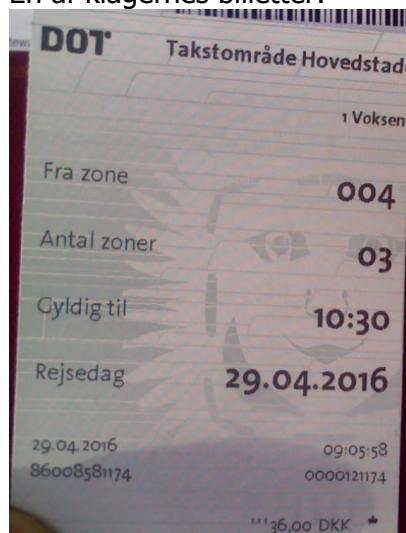 En af klagernes billetter:
DOT Takstområde Hovedstad
1 Voksen
Fra zone 004
Antal zoner 03
Gyldig til 10:30
Rejsedag 29.04.2016
29.04.2016 09:05:58
86008581174 0000121174
***36,00 DKK